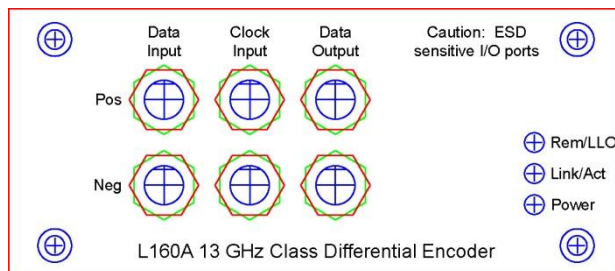 Data Input
Clock Input
Data Output
Caution: ESD
sensitive I/O ports
Pos
Neg
Rem/LLO
Link/Act
Power
L160A 13 GHz Class Differential Encoder